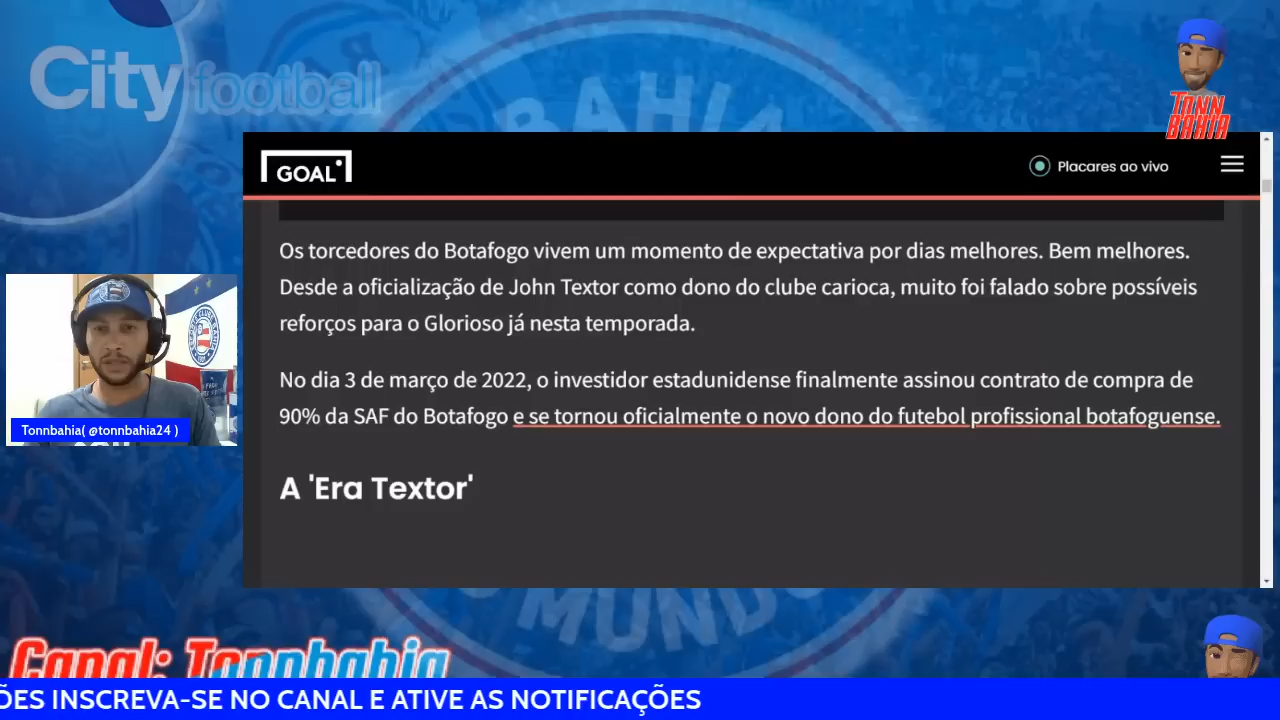 City football
BAHIA
TONN
BAHIA
GOAL
Placares ao vivo
Os torcedores do Botafogo vivem um momento de expectativa por dias melhores. Bem melhores.
Desde a oficialização de John Textor como dono do clube carioca, muito foi falado sobre possíveis
reforços para o Glorioso já nesta temporada.
No dia 3 de março de 2022, o investidor estadunidense finalmente assinou contrato de compra de
90% da SAF do Botafogo e se tornou oficialmente o novo dono do futebol profissional botafoguense.
A 'Era Textor'
Tonnbahia( @tonnbahia24 )
MUNDO
Canal: Tonnbahia
ÕES INSCREVA-SE NO CANAL E ATIVE AS NOTIFICAÇÕES